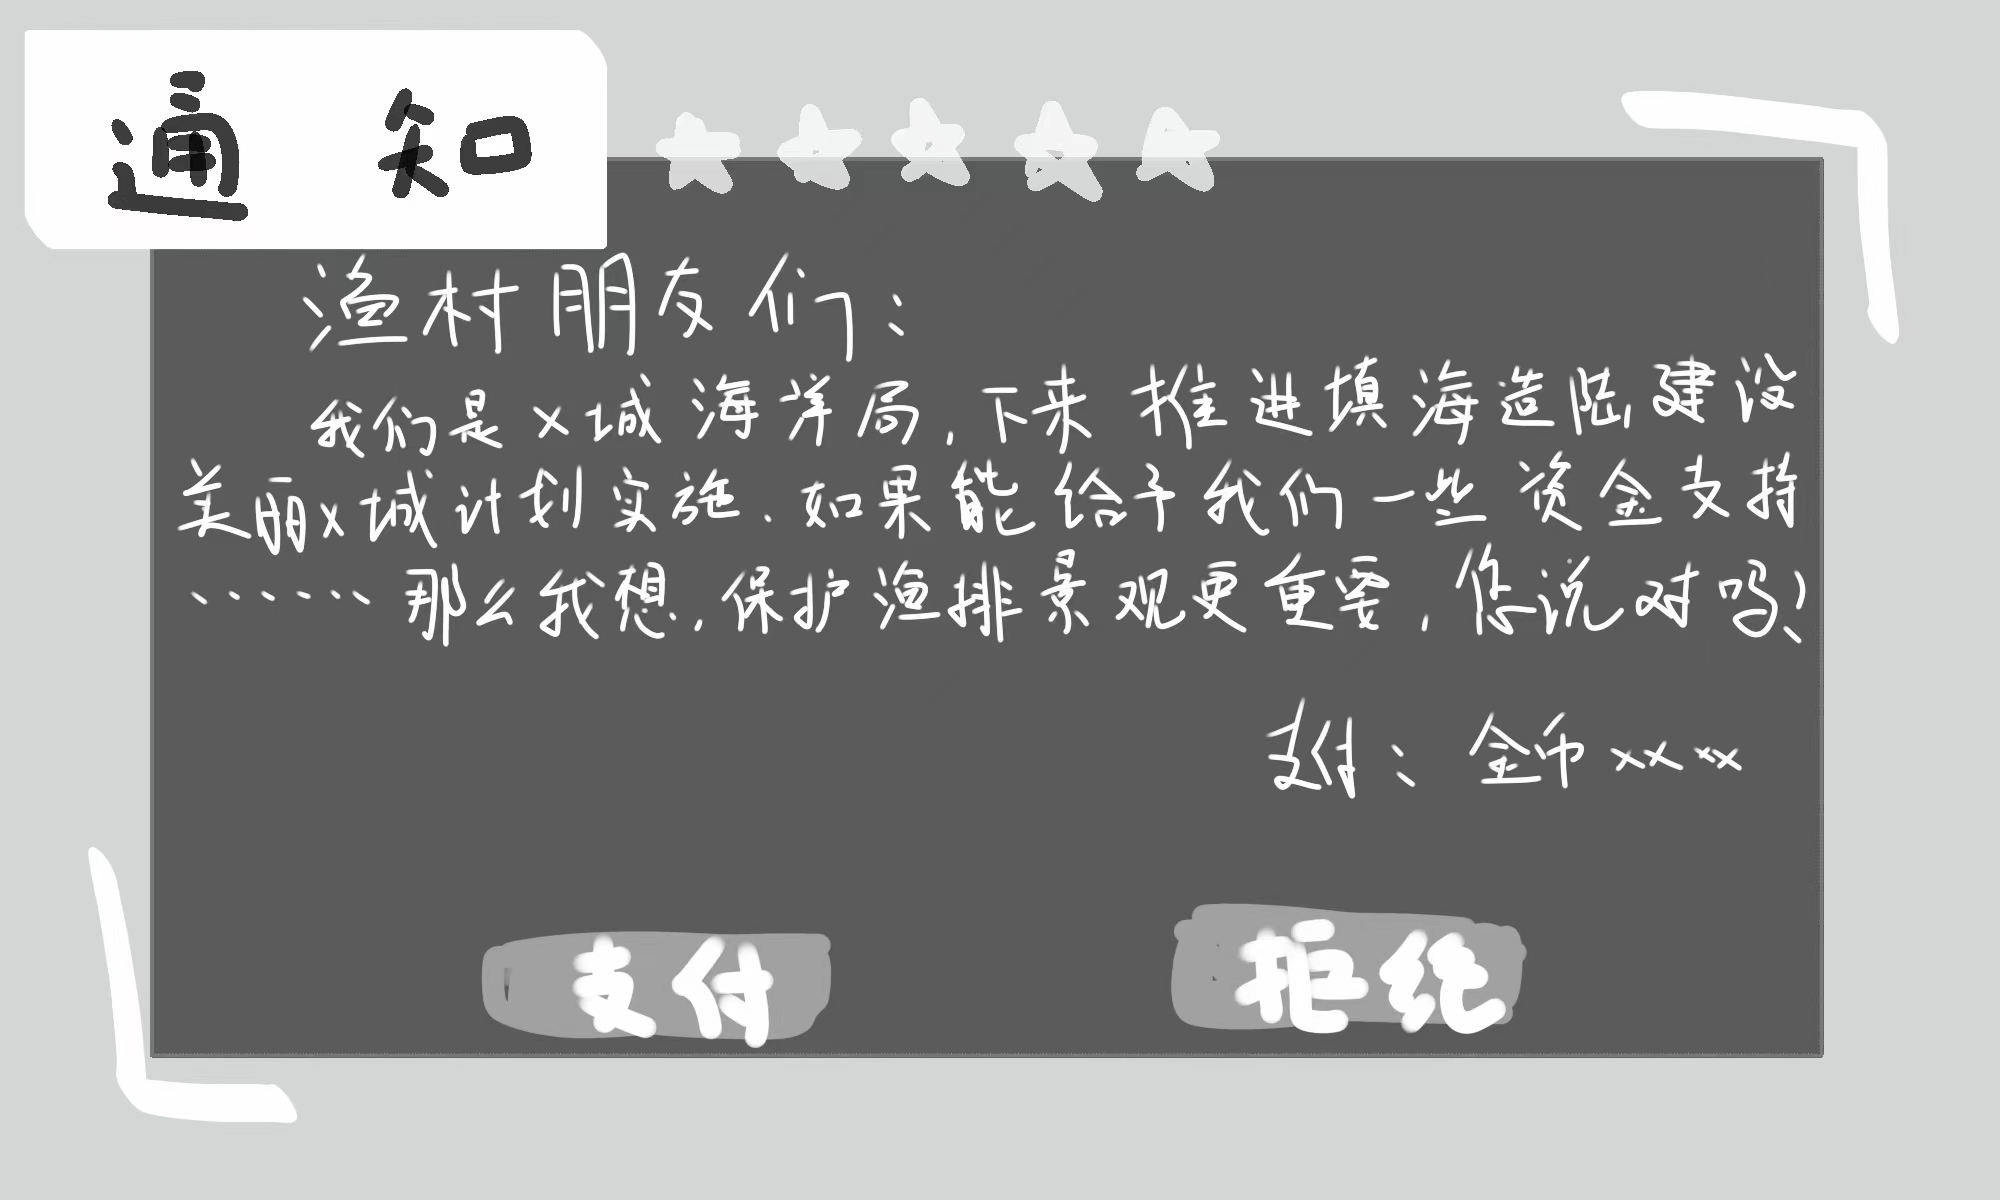 通知
渔村朋友们：
我们是x城海洋局，下来推进填海造陆，建设
美丽x城计划实施．如果能给予我们一些资金支持
……那么我想，保护渔排景观更重要，您说对吗？
支付：金币xxxx
支付
拒绝